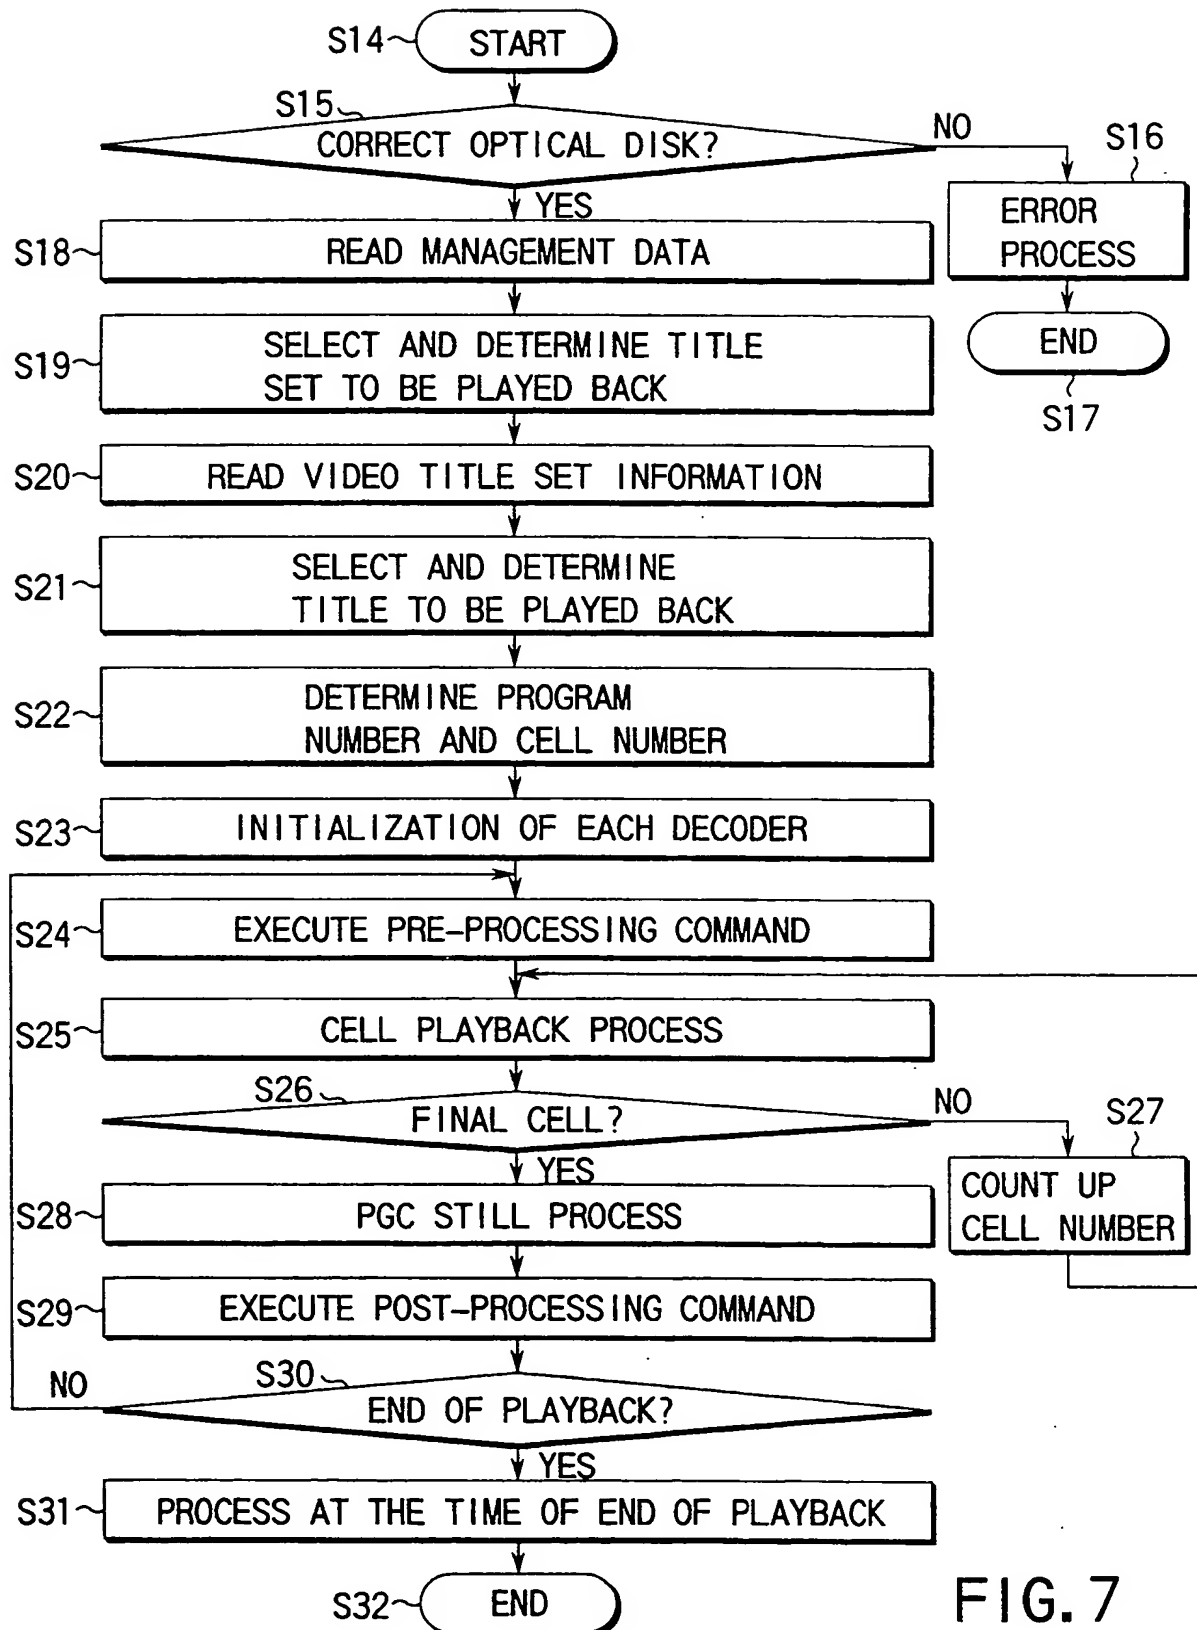 S14
START
S15
CORRECT OPTICAL DISK?
NO
S16
ERROR
PROCESS
YES
S18
READ MANAGEMENT DATA
END
S17
S19
SELECT AND DETERMINE TITLE
SET TO BE PLAYED BACK
S20
READ VIDEO TITLE SET INFORMATION
S21
SELECT AND DETERMINE
TITLE TO BE PLAYED BACK
S22
DETERMINE PROGRAM
NUMBER AND CELL NUMBER
S23
INITIALIZATION OF EACH DECODER
S24
EXECUTE PRE-PROCESSING COMMAND
S25
CELL PLAYBACK PROCESS
S26
FINAL CELL?
NO
S27
COUNT UP
CELL NUMBER
YES
S28
PGC STILL PROCESS
S29
EXECUTE POST-PROCESSING COMMAND
S30
NO
END OF PLAYBACK?
YES
S31
PROCESS AT THE TIME OF END OF PLAYBACK
S32
END
FIG. 7